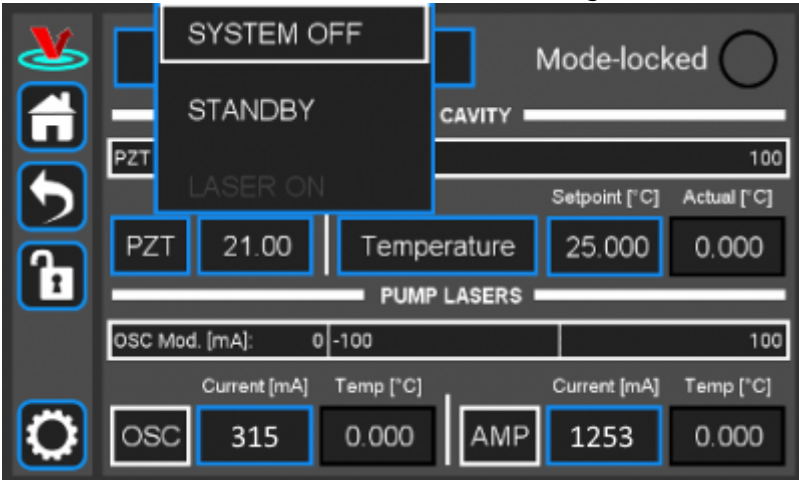 SYSTEM OFF
Mode-locked
STANDBY
CAVITY
PZT 100
LASER ON
Setpoint [°C] Actual [°C]
PZT 21.00 Temperature 25.000 0.000
PUMP LASERS
OSC Mod. [mA]: 0 -100 100
Current [mA] Temp [°C] Current [mA] Temp [°C]
OSC 315 0.000 AMP 1253 0.000